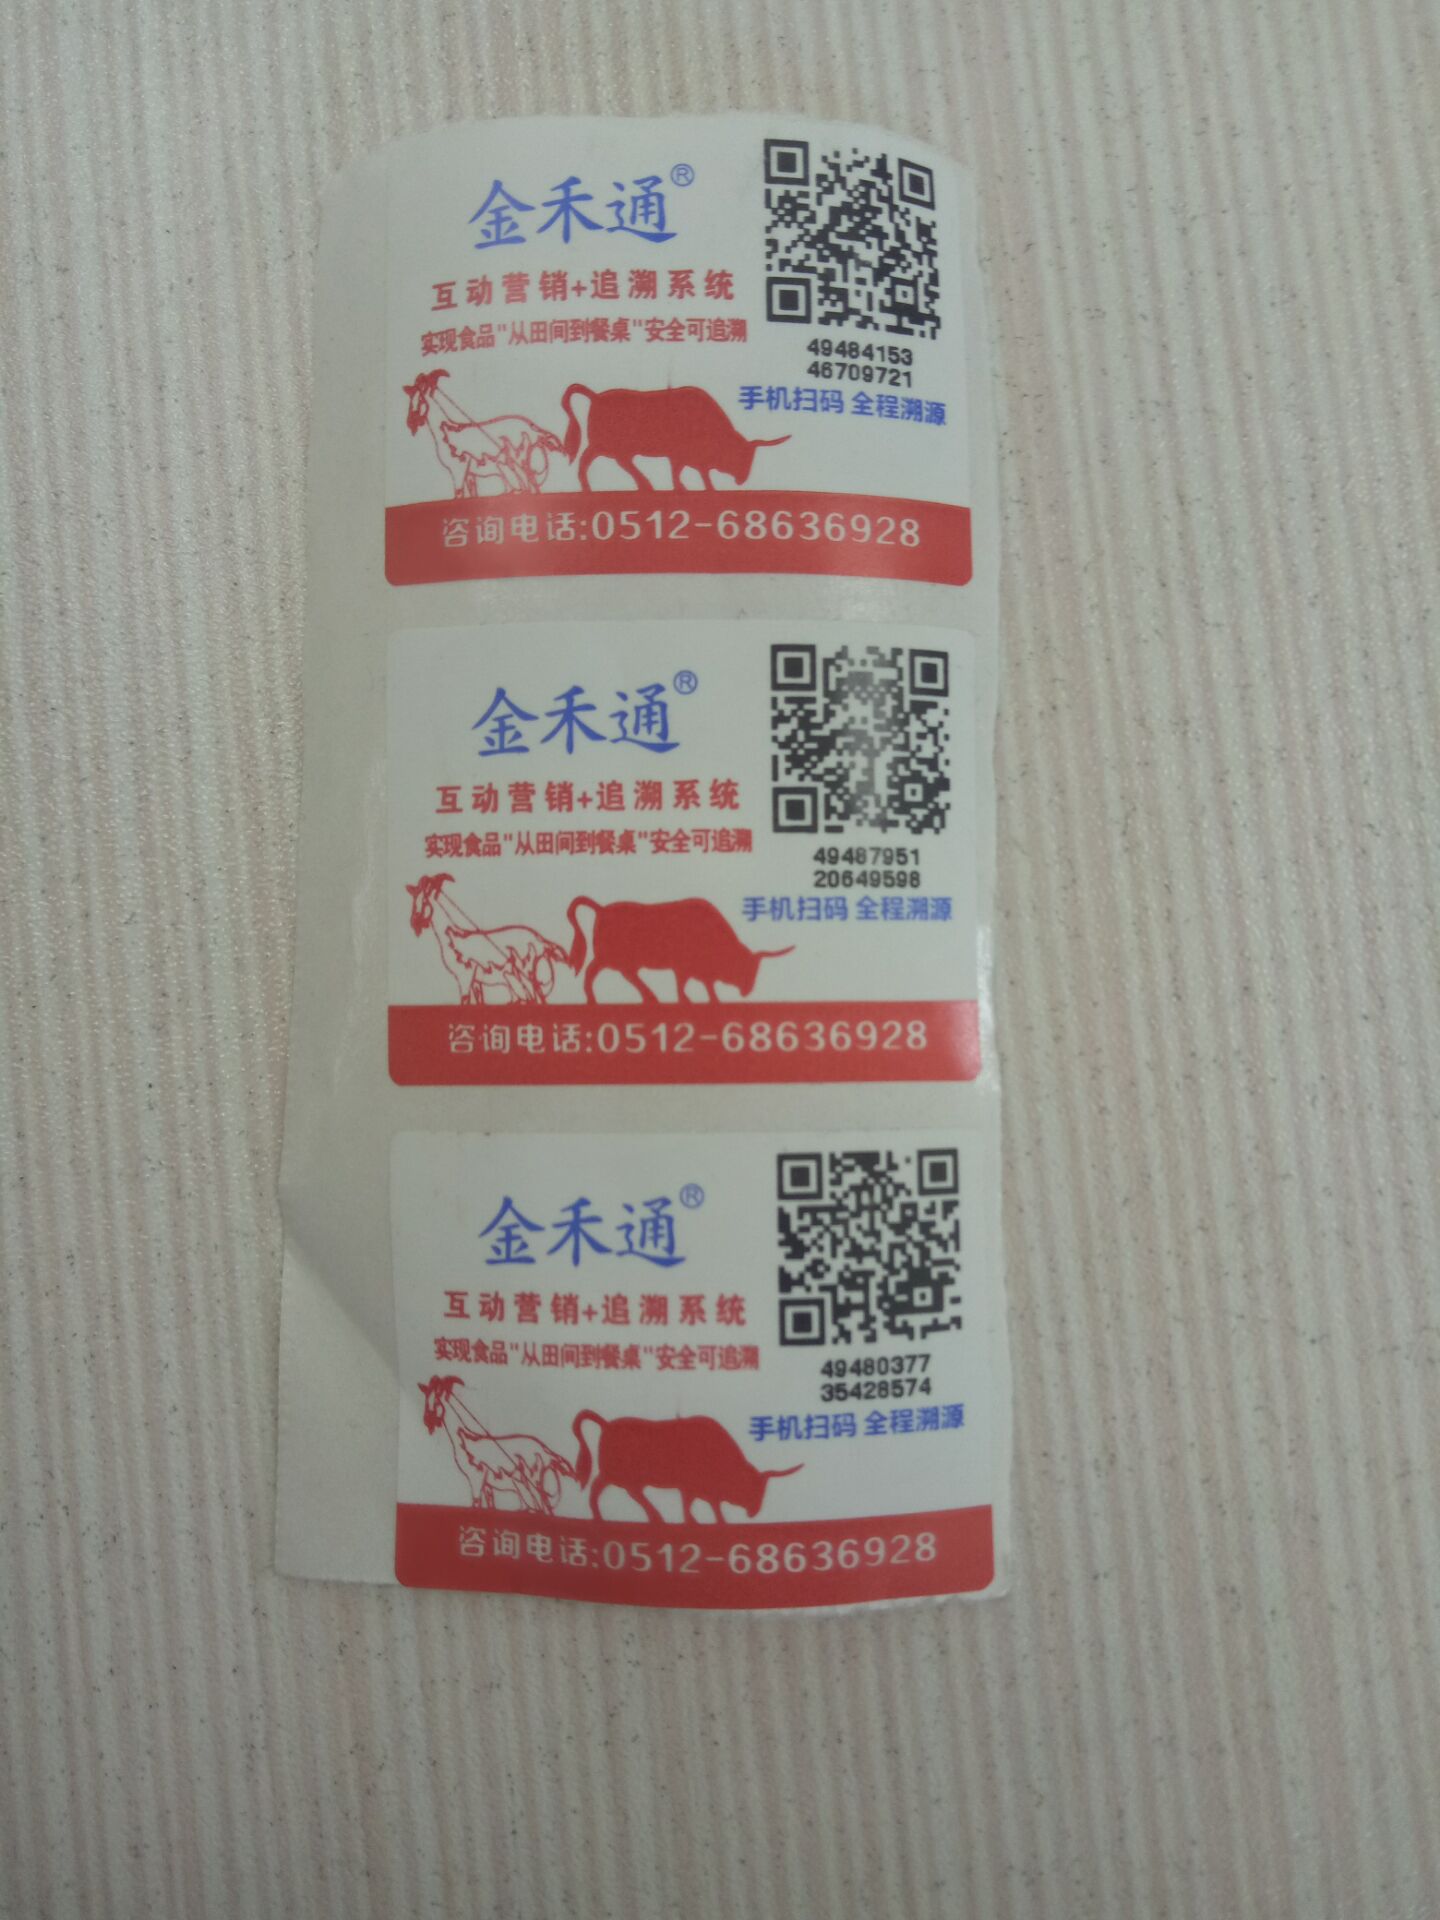 金禾通®
互动营销+追溯系统
实现食品"从田间到餐桌"安全可追溯
49484153
46709721
手机扫码 全程溯源
咨询电话:0512-68636928
金禾通®
互动营销+追溯系统
实现食品"从田间到餐桌"安全可追溯
49487951
20649598
手机扫码 全程溯源
咨询电话:0512-68636928
金禾通®
互动营销+追溯系统
实现食品"从田间到餐桌"安全可追溯
49480377
35428574
手机扫码 全程溯源
咨询电话:0512-68636928